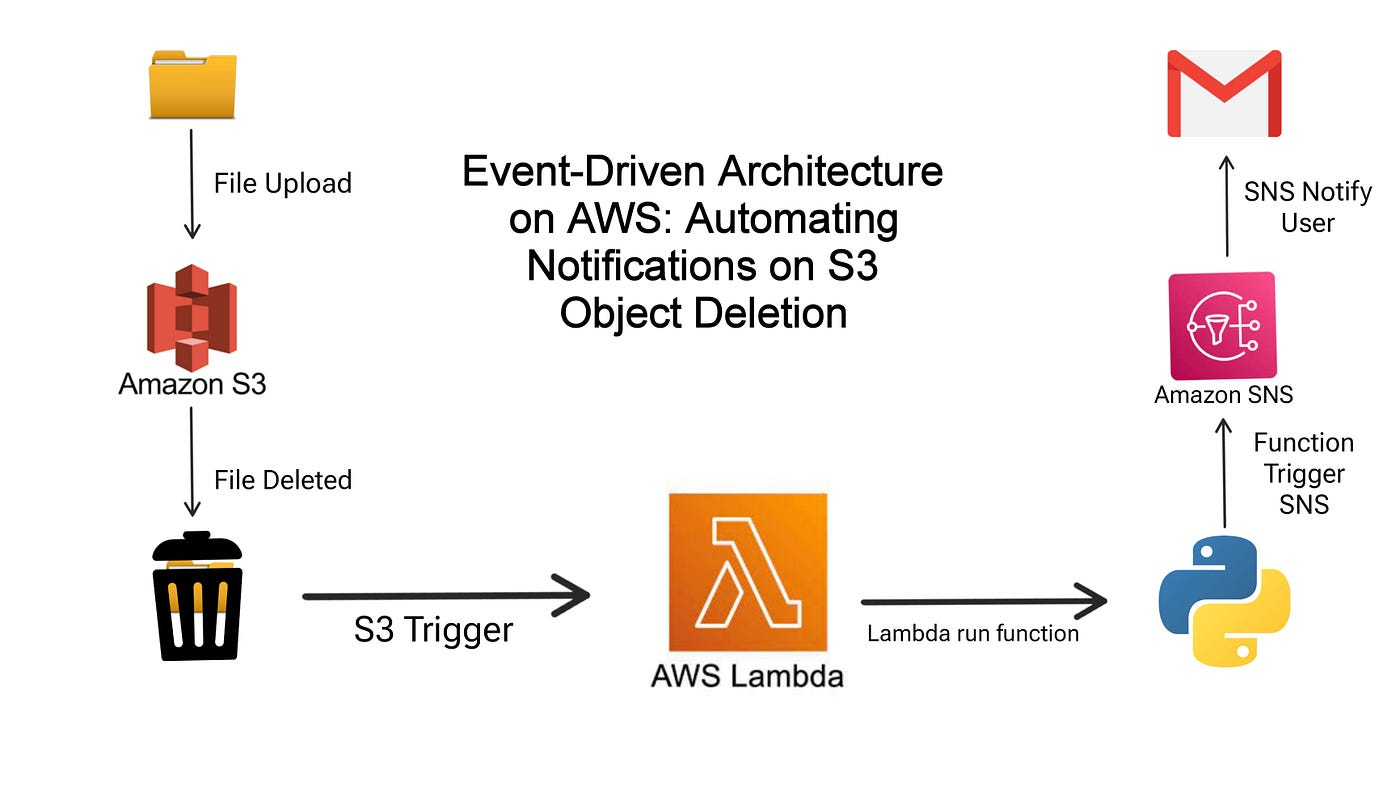 File Upload
Amazon S3
File Deleted
S3 Trigger
Event-Driven Architecture
on AWS: Automating
Notifications on S3
Object Deletion
AWS Lambda
Lambda run function
SNS Notify
User
Amazon SNS
Function
Trigger
SNS